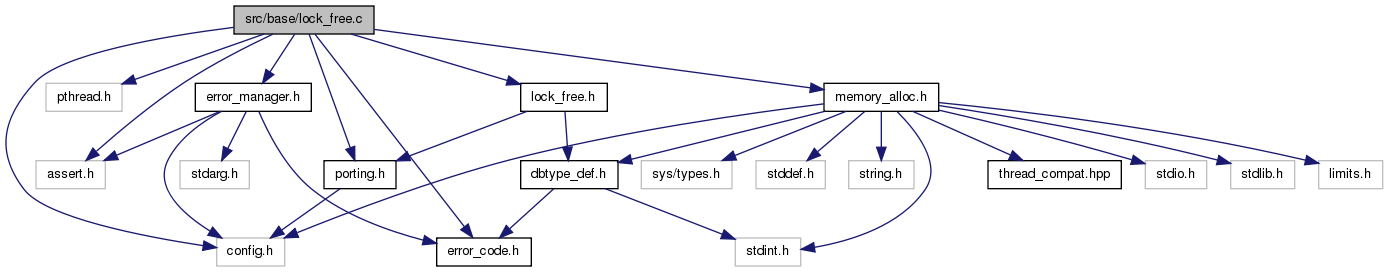 src/base/lock_free.c
pthread.h
error_manager.h
lock_free.h
memory_alloc.h
assert.h
stdarg.h
porting.h
dbtype_def.h
sys/types.h
stddef.h
string.h
thread_compat.hpp
stdio.h
stdlib.h
limits.h
config.h
error_code.h
stdint.h